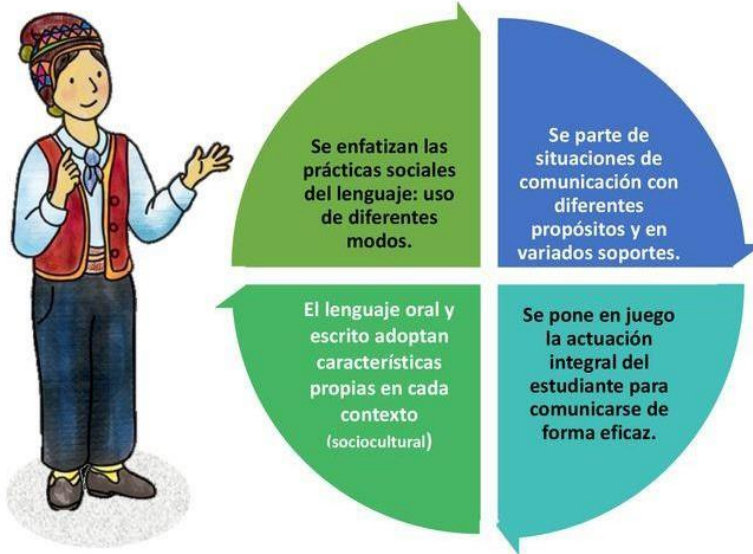 Se enfatizan las
prácticas sociales
del lenguaje: uso
de diferentes
modos.
Se parte de
situaciones de
comunicación con
diferentes
propósitos y en
variados soportes.
El lenguaje oral y
escrito adoptan
características
propias en cada
contexto
(sociocultural)
Se pone en juego
la actuación
integral del
estudiante para
comunicarse de
forma eficaz.